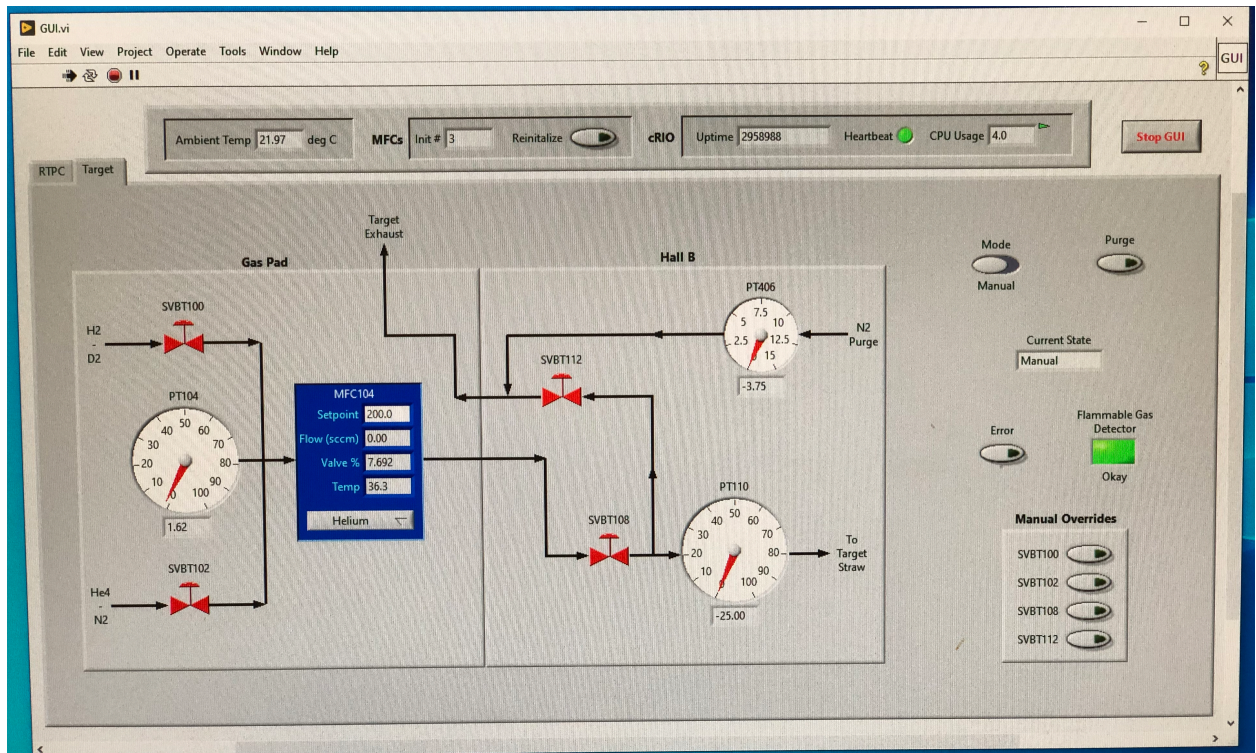 GUI.vi
File Edit View Project Operate Tools Window Help
GUI
Ambient Temp 21.97 deg C
MFCs Init # 3 Reinitalize
cRIO Uptime 2958988 Heartbeat CPU Usage 4.0
Stop GUI
RTPC Target
Target
Exhaust
Gas Pad
Hall B
Mode
Manual
Purge
SVBT100
H2
-
D2
PT104
0 10 20 30 40 50 60 70 80 90 100
1.62
SVBT102
He4
-
N2
MFC104
Setpoint 200.0
Flow (sccm) 0.00
Valve % 7.692
Temp 36.3
Helium
PT406
2.5 5 7.5 10 12.5 15
-3.75
N2
Purge
SVBT112
SVBT108
PT110
0 10 20 30 40 50 60 70 80 90 100
-25.00
To
Target
Straw
Current State
Manual
Error
Flammable Gas
Detector
Okay
Manual Overrides
SVBT100
SVBT102
SVBT108
SVBT112